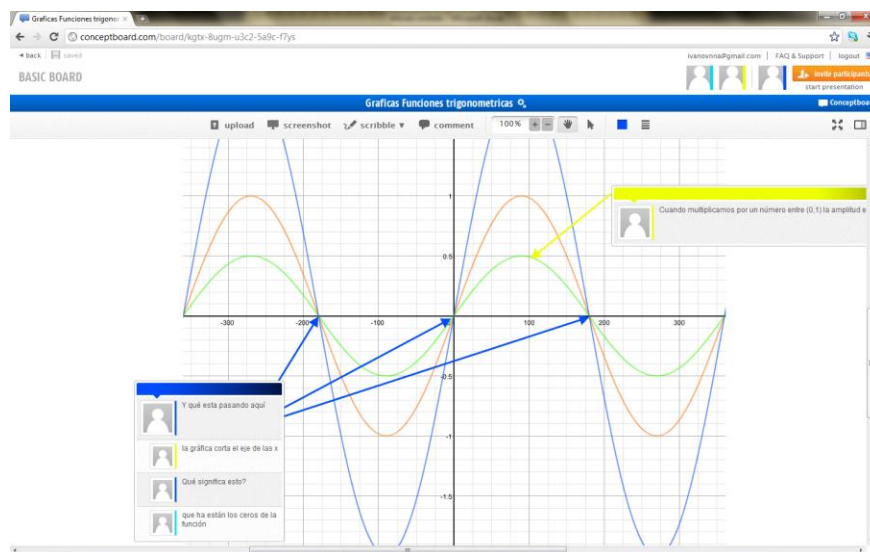 Graficas Funciones trigonor
conceptboard.com/board/kgtx-8ugm-u3c2-5a9c-f7ys
◄ back
saved
ivanovnna@gmail.com | FAQ & Support | logout
BASIC BOARD
invite participants
start presentation
Graficas Funciones trigonometricas
Conceptboa
upload screenshot scribble ▼ comment 100% + -
1
Cuando multiplicamos por un número entre (0,1) la amplitud e
0.5
-300 -200 -100 0 100 200 300
-0.5
Y qué esta pasando aquí
la gráfica corta el eje de las x
-1
Qué significa esto?
-1.5
que ha están los ceros de la
función